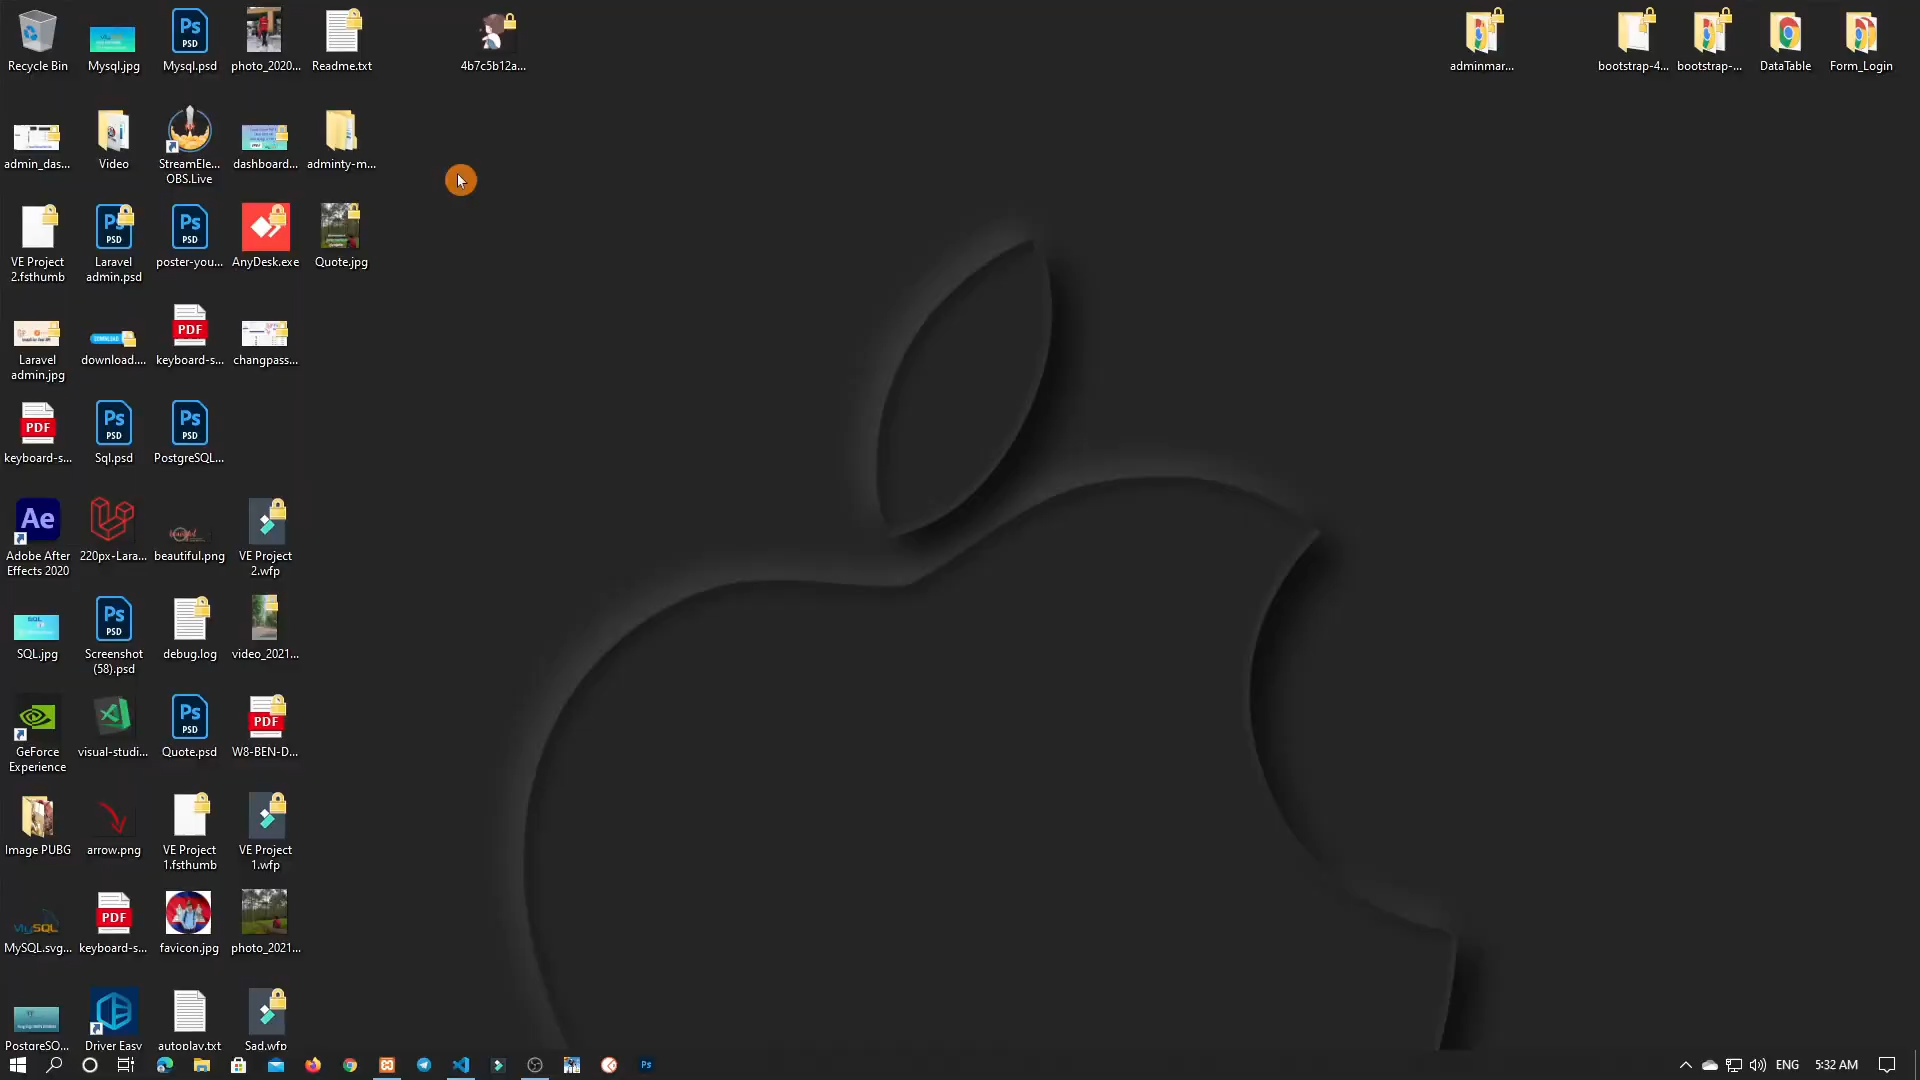 Recycle Bin
Mysql.jpg
Mysql.psd
photo_2020...
Readme.txt
4b7c5b12a...
adminmar...
bootstrap-4...
bootstrap-...
DataTable
Form_Login
admin_das...
Video
StreamEle...
OBS.Live
dashboard...
adminty-m...
VE Project
2.fsthumb
Laravel
admin.psd
poster-you...
AnyDesk.exe
Quote.jpg
Laravel
admin.jpg
download....
keyboard-s...
changpass...
keyboard-s...
Sql.psd
PostgreSQL...
Adobe After
Effects 2020
220px-Lara...
beautiful.png
VE Project
2.wfp
SQL.jpg
Screenshot
(58).psd
debug.log
video_2021...
GeForce
Experience
visual-studi...
Quote.psd
W8-BEN-D...
Image PUBG
arrow.png
VE Project
1.fsthumb
VE Project
1.wfp
MySQL.svg...
keyboard-s...
favicon.jpg
photo_2021...
PostgreSQ...
Driver Easy
autoplay.txt
Sad.wfp
ENG
5:32 AM